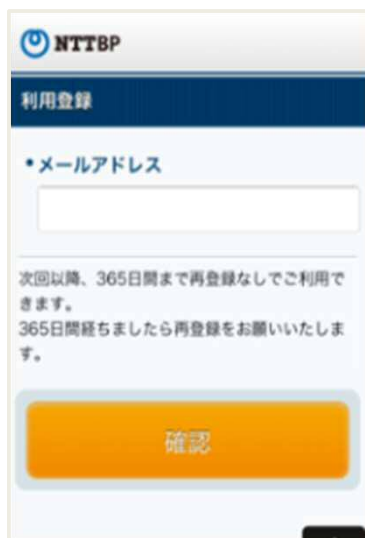 NTTBP
利用登録
•メールアドレス
次回以降、365日間まで再登録なしでご利用で
きます。
365日間経ちましたら再登録をお願いいたしま
す。
確認